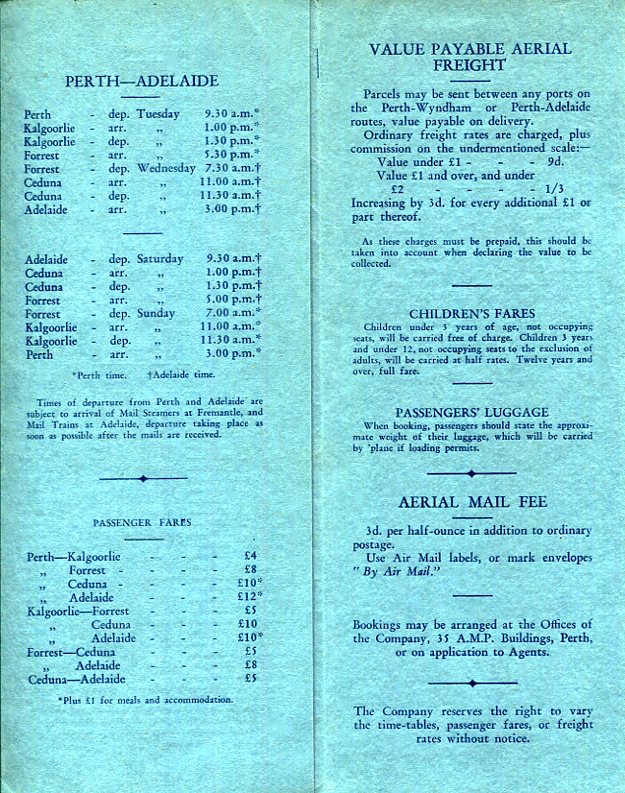 PERTH—ADELAIDE
Perth - dep. Tuesday 9.30 a.m.*
Kalgoorlie - arr. ,, 1.00 p.m.*
Kalgoorlie - dep. ,, 1.30 p.m.*
Forrest - arr. ,, 5.30 p.m.*
Forrest - dep. Wednesday 7.30 a.m.†
Ceduna - arr. ,, 11.00 a.m.†
Ceduna - dep. ,, 11.30 a.m.†
Adelaide - arr. ,, 3.00 p.m.†
Adelaide - dep. Saturday 9.30 a.m.†
Ceduna - arr. ,, 1.00 p.m.†
Ceduna - dep. ,, 1.30 p.m.†
Forrest - arr. ,, 5.00 p.m.†
Forrest - dep. Sunday 7.00 a.m.*
Kalgoorlie - arr. ,, 11.00 a,m.*
Kalgoorlie - dep. ,, 11.30 a.m.*
Perth - arr. ,, 3.00 p.m.*
*Perth time. †Adelaide time.
Times of departure from Perth and Adelaide are
subject to arrival of Mail Steamers at Fremantle, and
Mail Trains at Adelaide, departure taking place as
soon as possible after the mails are received.
PASSENGER FARES
Perth—Kalgoorlie - - - £4
,, Forrest - - - £8
,, Ceduna - - - £10*
,, Adelaide - - - £12*
Kalgoorlie—Forrest - - £5
,, Ceduna - - £10
,, Adelaide - - £10*
Forrest—Ceduna - - - £5
,, Adelaide - - - £8
Ceduna—Adelaide - - - £5
*Plus £1 for meals and accommodation.
VALUE PAYABLE AERIAL
FREIGHT
Parcels may be sent between any ports on
the Perth-Wyndham or Perth-Adelaide
routes, value payable on delivery.
Ordinary freight rates are charged, plus
commission on the undermentioned scale:—
Value under £1 - - - 9d.
Value £1 and over, and under
£2 - - - - 1/3
Increasing by 3d. for every additional £1 or
part thereof.
As these charges must be prepaid, this should be
taken into account when declaring the value to be
collected.
CHILDREN'S FARES
Children under 3 years of age, not occupying
seats, will be carried free of charge. Children 3 years
and under 12, not occupying seats to the exclusion of
adults, will be carried at half rates. Twelve years and
over, full fare.
PASSENGERS' LUGGAGE
When booking, passengers should state the approxi-
mate weight of their luggage, which will be carried
by 'plane if loading permits.
AERIAL MAIL FEE
3d. per half-ounce in addition to ordinary
postage.
Use Air Mail labels, or mark envelopes
"By Air Mail."
Bookings may be arranged at the Offices of
the Company, 35 A.M.P. Buildings, Perth,
or on application to Agents.
The Company reserves the right to vary
the time-tables, passenger fares, or freight
rates without notice.